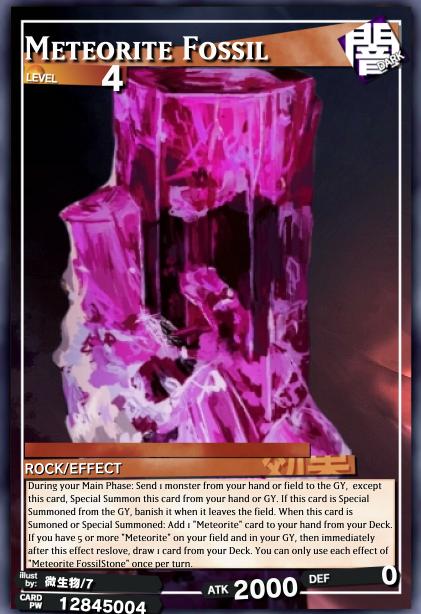 METEORITE FOSSIL
闇
DARK
LEVEL 4
ROCK/EFFECT
効果
During your Main Phase: Send 1 monster from your hand or field to the GY, except
this card, Special Summon this card from your hand or GY. If this card is Special
Summoned from the GY, banish it when it leaves the field. When this card is
Sumoned or Special Summoned: Add 1 "Meteorite" card to your hand from your Deck.
If you have 5 or more "Meteorite" on your field and in your GY, then immediately
after this effect reslove, draw 1 card from your Deck. You can only use each effect of
"Meteorite FossilStone" once per turn.
illust by: 微生物/7
ATK 2000 DEF 0
CARD PW 12845004